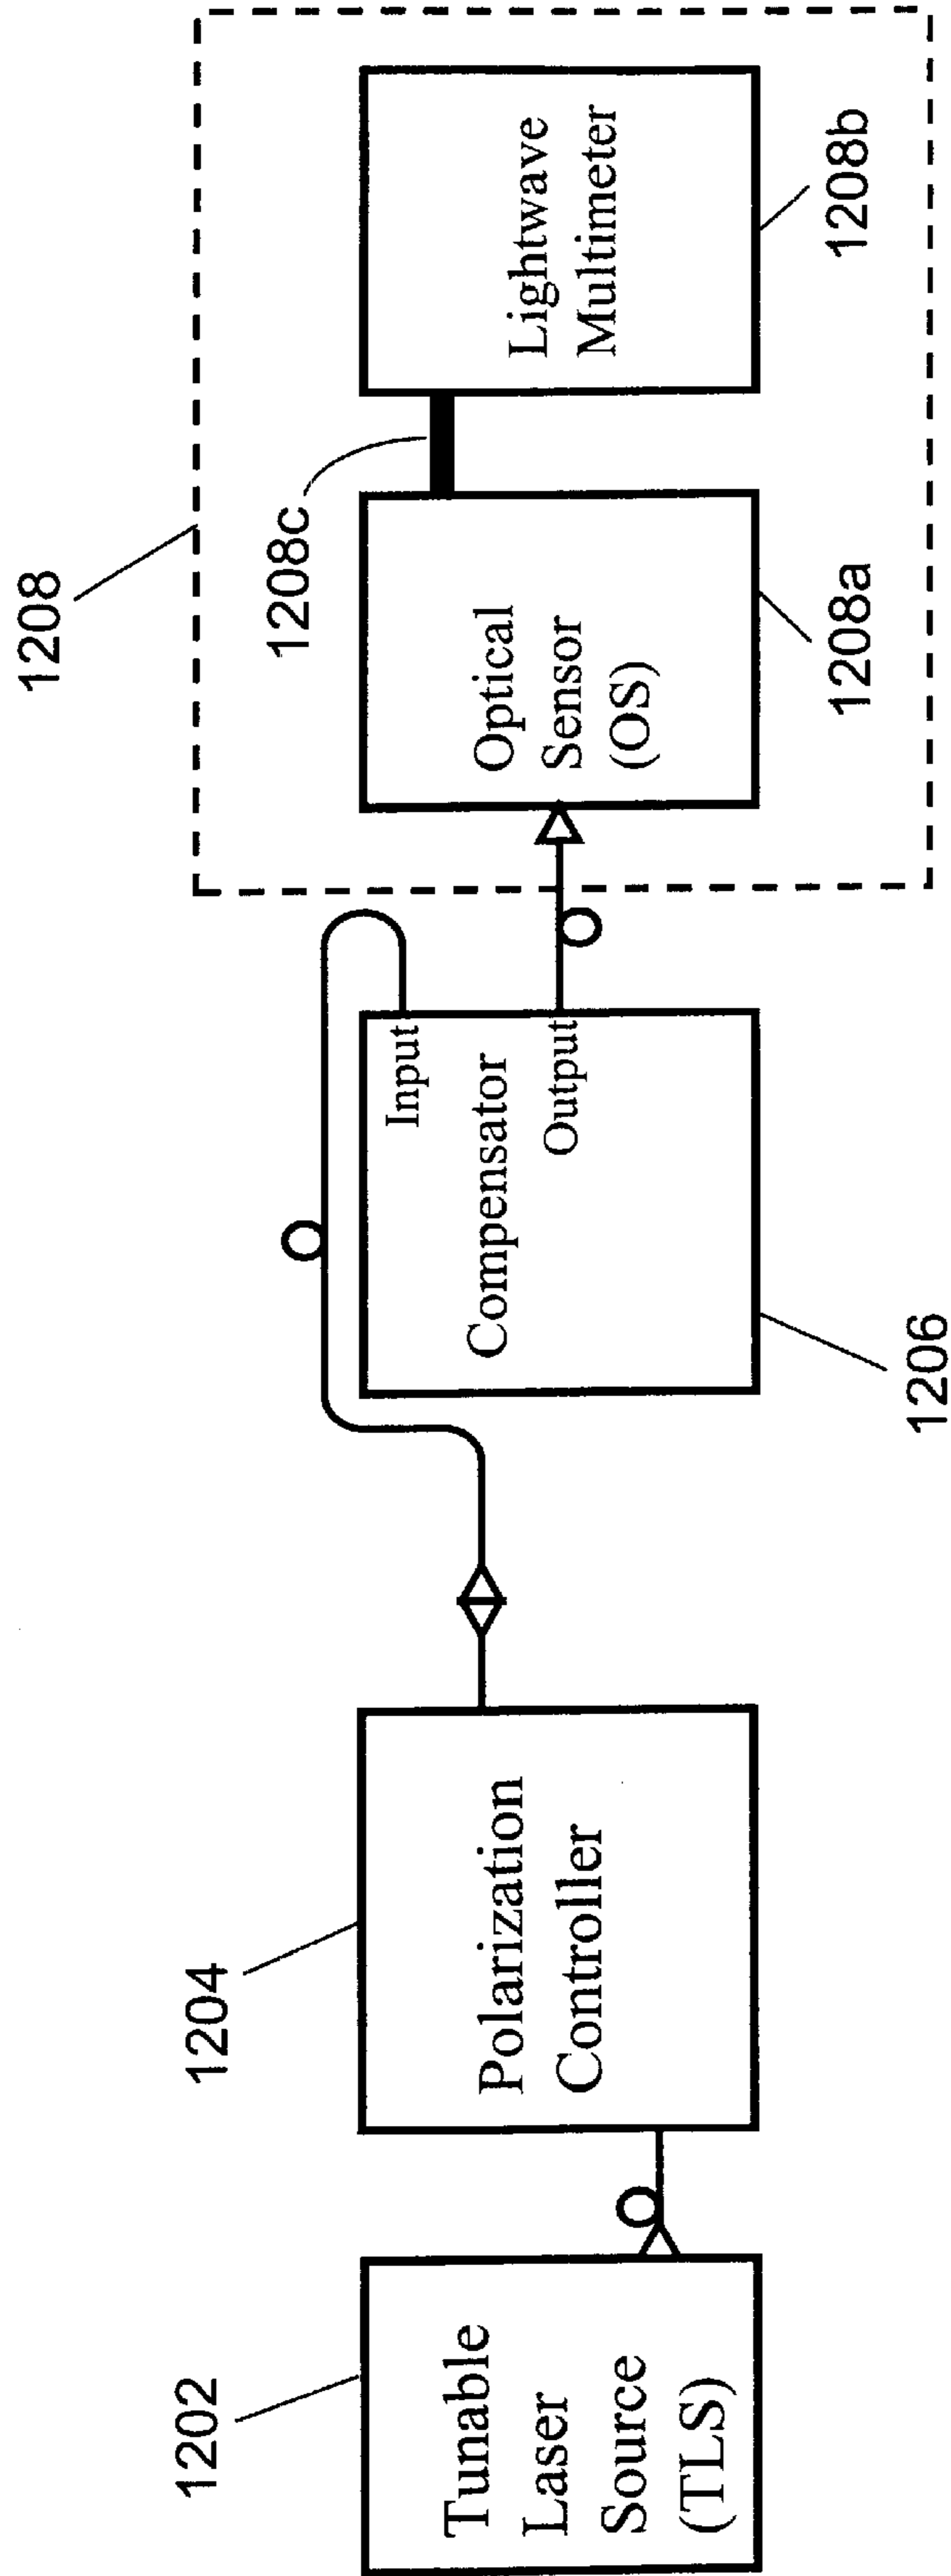 1202
Tunable
Laser
Source
(TLS)
1204
Polarization
Controller
Input
Compensator
Output
1206
1208
1208c
Optical
Sensor
(OS)
1208a
Lightwave
Multimeter
1208b